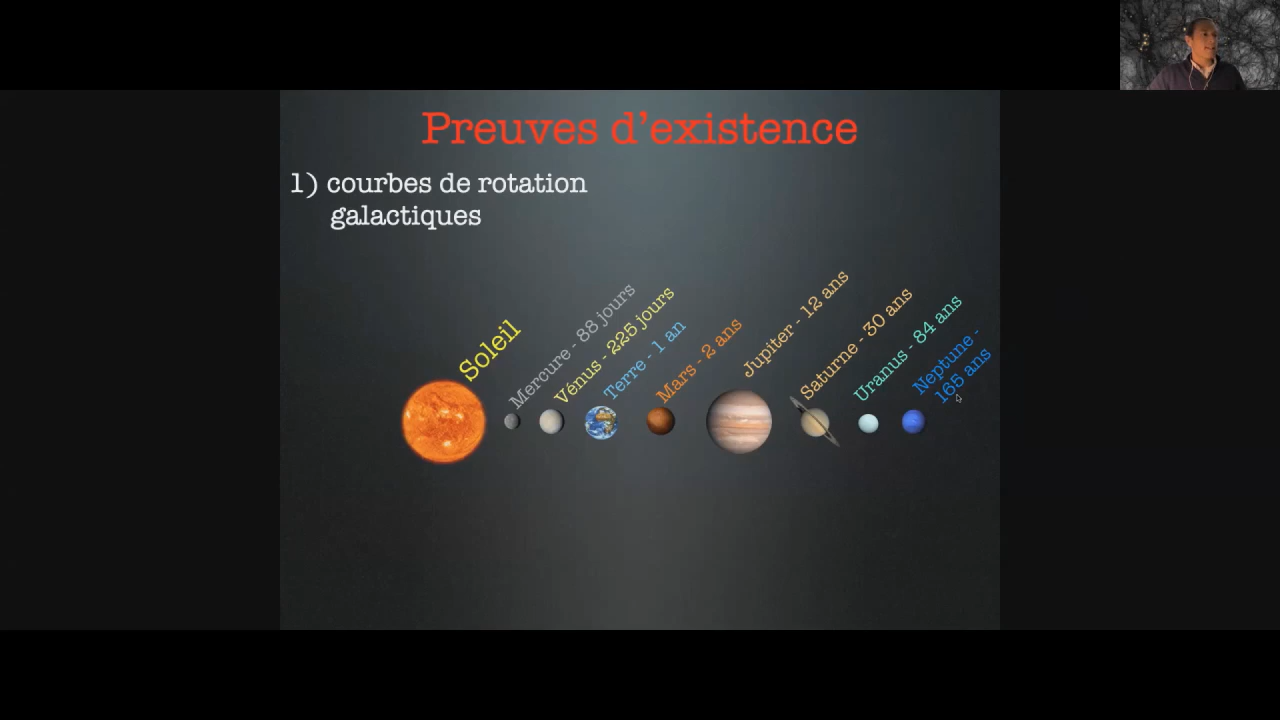 Preuves d'existence
1) courbes de rotation
galactiques
Soleil
Mercure - 88 jours
Vénus - 225 jours
Terre - 1 an
Mars - 2 ans
Jupiter - 12 ans
Saturne - 30 ans
Uranus - 84 ans
Neptune -
165 ans